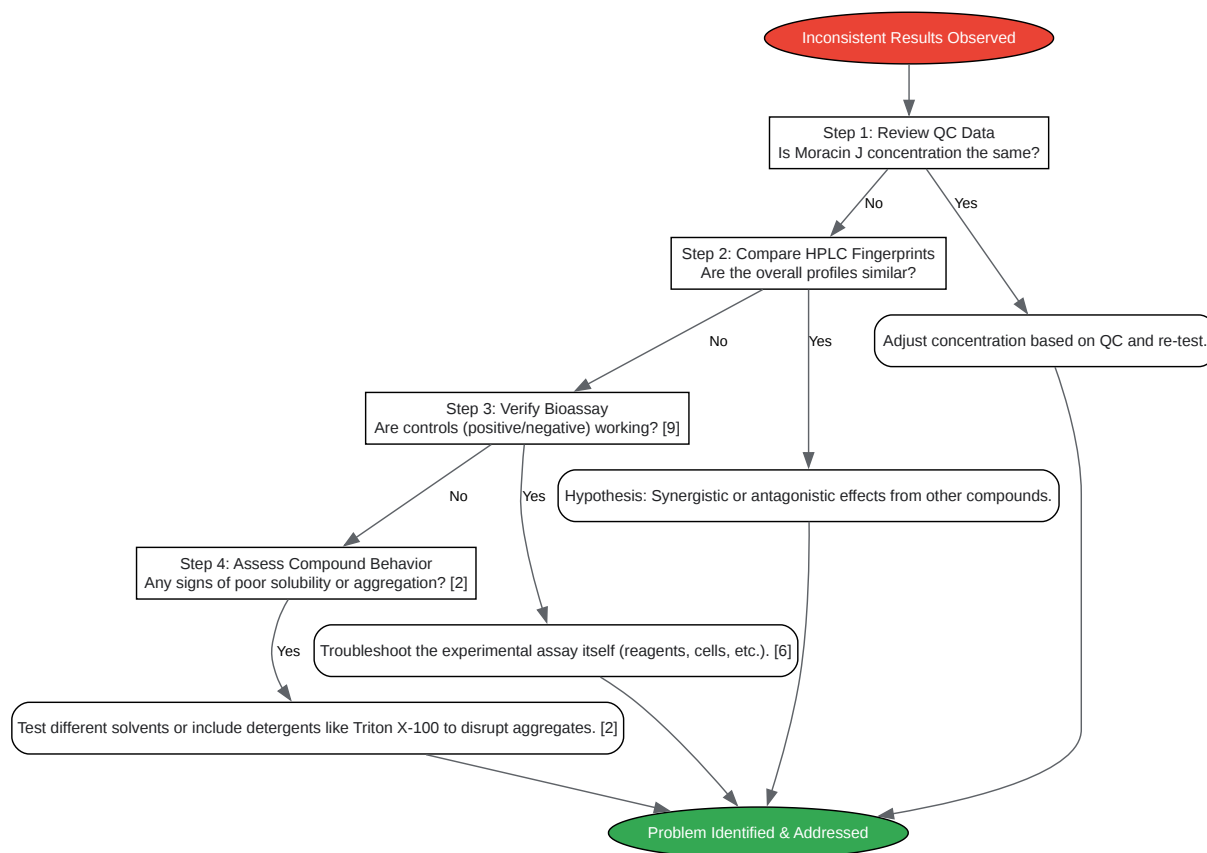 Inconsistent Results Observed
Step 1: Review QC Data
Is Moracin J concentration the same?
No
Yes
Step 2: Compare HPLC Fingerprints
Are the overall profiles similar?
Adjust concentration based on QC and re-test.
No
Yes
Step 3: Verify Bioassay
Are controls (positive/negative) working? [9]
Hypothesis: Synergistic or antagonistic effects from other compounds.
No
Yes
Step 4: Assess Compound Behavior
Any signs of poor solubility or aggregation? [2]
Yes
Troubleshoot the experimental assay itself (reagents, cells, etc.). [6]
Test different solvents or include detergents like Triton X-100 to disrupt aggregates. [2]
Problem Identified & Addressed